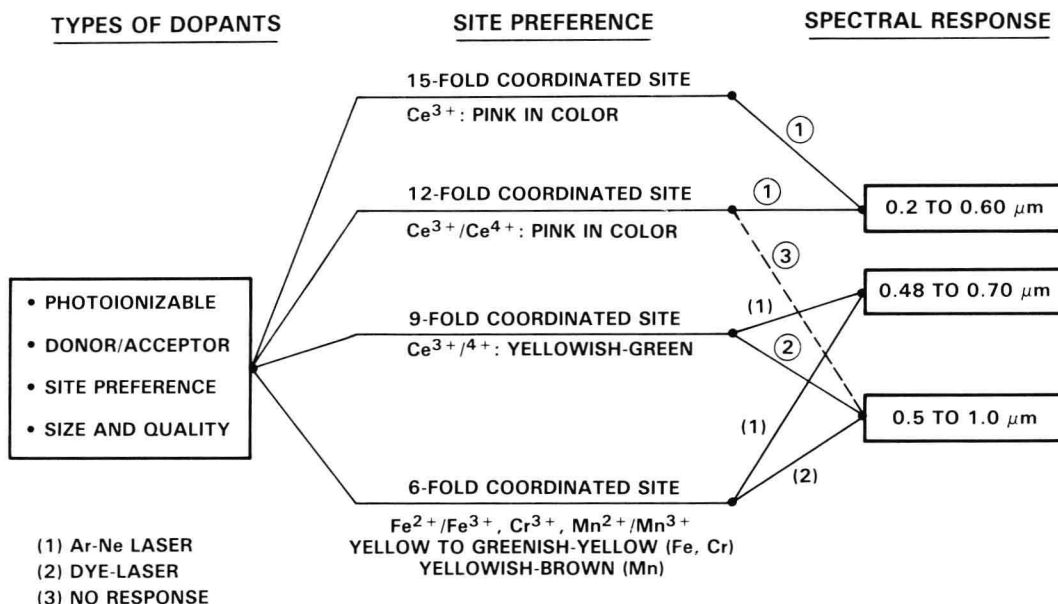 TYPES OF DOPANTS
SITE PREFERENCE
SPECTRAL RESPONSE
15-FOLD COORDINATED SITE
Ce³⁺: PINK IN COLOR
①
12-FOLD COORDINATED SITE
①
0.2 TO 0.60 μm
Ce³⁺/Ce⁴⁺: PINK IN COLOR
③
• PHOTOIONIZABLE
• DONOR/ACCEPTOR
• SITE PREFERENCE
• SIZE AND QUALITY
9-FOLD COORDINATED SITE
(1)
0.48 TO 0.70 μm
Ce³⁺/⁴⁺: YELLOWISH-GREEN
②
0.5 TO 1.0 μm
(1)
(2)
6-FOLD COORDINATED SITE
Fe²⁺/Fe³⁺, Cr³⁺, Mn²⁺/Mn³⁺
YELLOW TO GREENISH-YELLOW (Fe, Cr)
YELLOWISH-BROWN (Mn)
(1) Ar-Ne LASER
(2) DYE-LASER
(3) NO RESPONSE